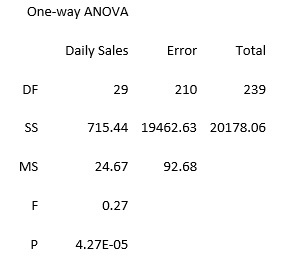 One-way ANOVA
Daily Sales Error Total
DF 29 210 239
SS 715.44 19462.63 20178.06
MS 24.67 92.68
F 0.27
P 4.27E-05